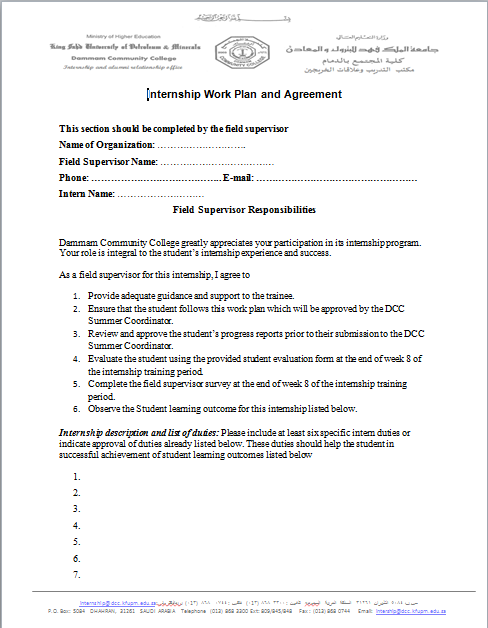 Ministry of Higher Education
King Fahd University of Petroleum & Minerals
Dammam Community College
Internship and alumni relationship office
وزارة التعليم العالي
جامعة الملك فهد للبترول و المعادن
كلية المجتمع بالدمام
مكتب التدريب وعلاقات الخريجين
Internship Work Plan and Agreement
This section should be completed by the field supervisor
Name of Organization: ……………………….
Field Supervisor Name: ………………………………
Phone: …………………………………… E-mail: ……………………………………………
Intern Name: ………………………
Field Supervisor Responsibilities
Dammam Community College greatly appreciates your participation in its internship program.
Your role is integral to the student's internship experience and success.
As a field supervisor for this internship, I agree to
1. Provide adequate guidance and support to the trainee.
2. Ensure that the student follows this work plan which will be approved by the DCC
Summer Coordinator.
3. Review and approve the student's progress reports prior to their submission to the DCC
Summer Coordinator.
4. Evaluate the student using the provided student evaluation form at the end of week 8 of
the internship training period
5. Complete the field supervisor survey at the end of week 8 of the internship training
period.
6. Observe the Student learning outcome for this internship listed below.
Internship description and list of duties: Please include at least six specific intern duties or
indicate approval of duties already listed below. These duties should help the student in
successful achievement of student learning outcomes listed below
1.
2.
3.
4.
5.
6.
7.
Internship@dcc.kfupm.edu.sa
P.O. Box: 5084 DHAHRAN, 31261 SAUDI ARABIA Telephone (013) 868 3300 Ext: 809/845/848 Fax: (013) 868 0744 Email: Internship@dcc.kfupm.edu.sa